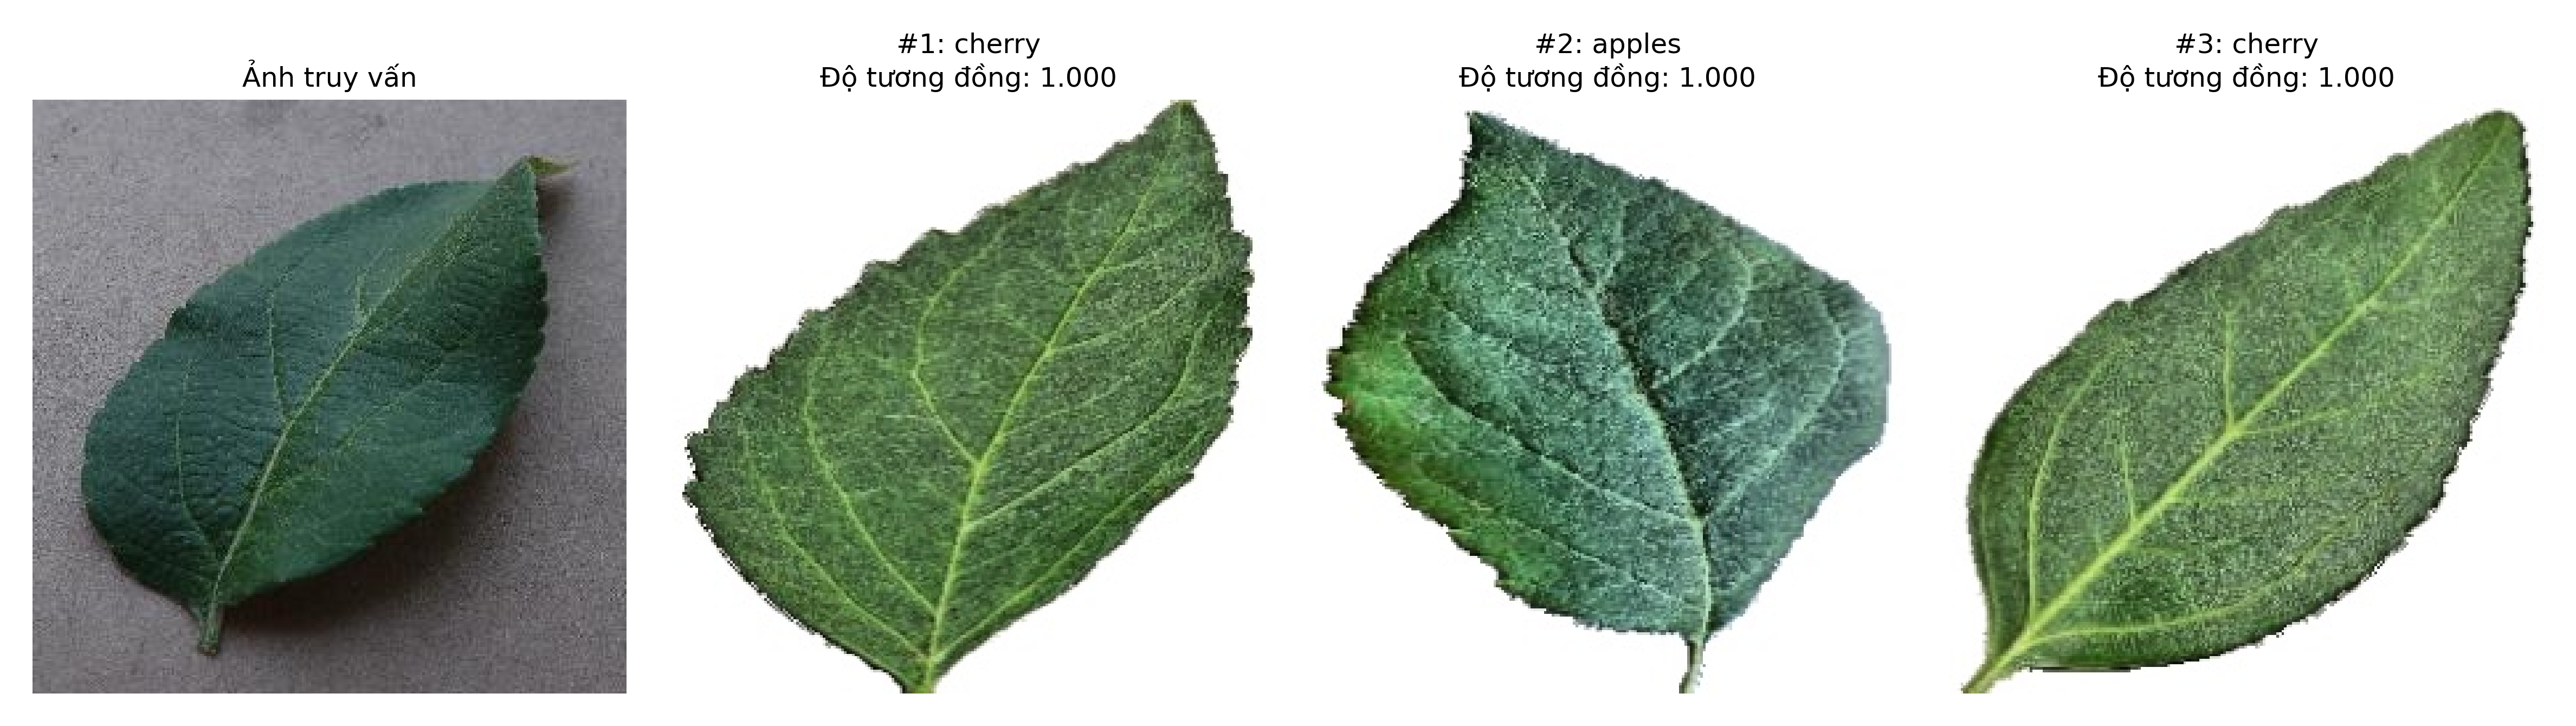 Ảnh truy vấn
#1: cherry
Độ tương đồng: 1.000
#2: apples
Độ tương đồng: 1.000
#3: cherry
Độ tương đồng: 1.000